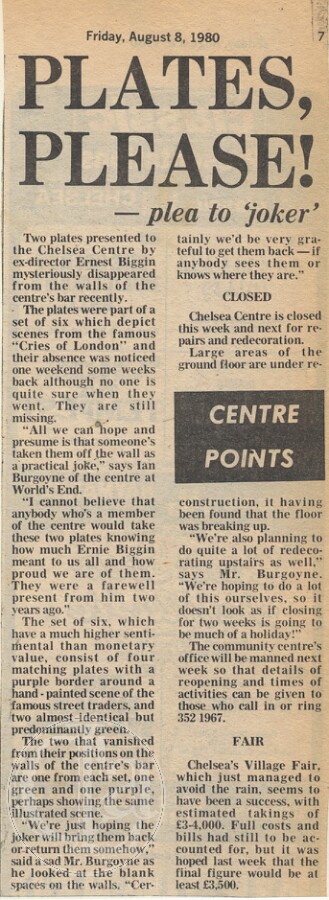 Friday, August 8, 1980
7
PLATES,
PLEASE!
— plea to ‘joker’
Two plates presented to
the Chelsea Centre by
ex-director Ernest Biggin
mysteriously disappeared
from the walls of the
centre's bar recently.
The plates were part of a
set of six which depict
scenes from the famous
"Cries of London" and
their absence was noticed
one weekend some weeks
back although no one is
quite sure when they
went. They are still
missing.
"All we can hope and
presume is that someone's
taken them off the wall as
a practical joke," says Ian
Burgoyne of the centre at
World's End.
"I cannot believe that
anybody who's a member
of the centre would take
these two plates knowing
how much Ernie Biggin
meant to us all and how
proud we are of them.
They were a farewell
present from him two
years ago."
The set of six, which
have a much higher senti-
mental than monetary
value, consist of four
matching plates with a
purple border around a
hand-painted scene of the
famous street traders, and
two almost-identical but
predominantly green.
The two that vanished
from their positions on the
walls of the centre's bar
are one from each set, one
green and one purple,
perhaps showing the same
illustrated scene.
"We're just hoping the
joker will bring them back
or return them somehow,"
said a sad Mr. Burgoyne as
he looked at the blank
spaces on the walls. "Cer-
tainly we'd be very gra-
teful to get them back — if
anybody sees them or
knows where they are."
CLOSED
Chelsea Centre is closed
this week and next for re-
pairs and redecoration.
Large areas of the
ground floor are under re-
CENTRE
POINTS
construction, it having
been found that the floor
was breaking up.
"We're also planning to
do quite a lot of redeco-
rating upstairs as well,"
says Mr. Burgoyne.
"We're hoping to do a lot
of this ourselves, so it
doesn't look as if closing
for two weeks is going to
be much of a holiday!"
The community centre's
office will be manned next
week so that details of
reopening and times of
activities can be given to
those who call in or ring
352 1967.
FAIR
Chelsea's Village Fair,
which just managed to
avoid the rain, seems to
have been a success, with
estimated takings of
£3-4,000. Full costs and
bills had still to be ac-
counted for, but it was
hoped last week that the
final figure would be at
least £3,500.